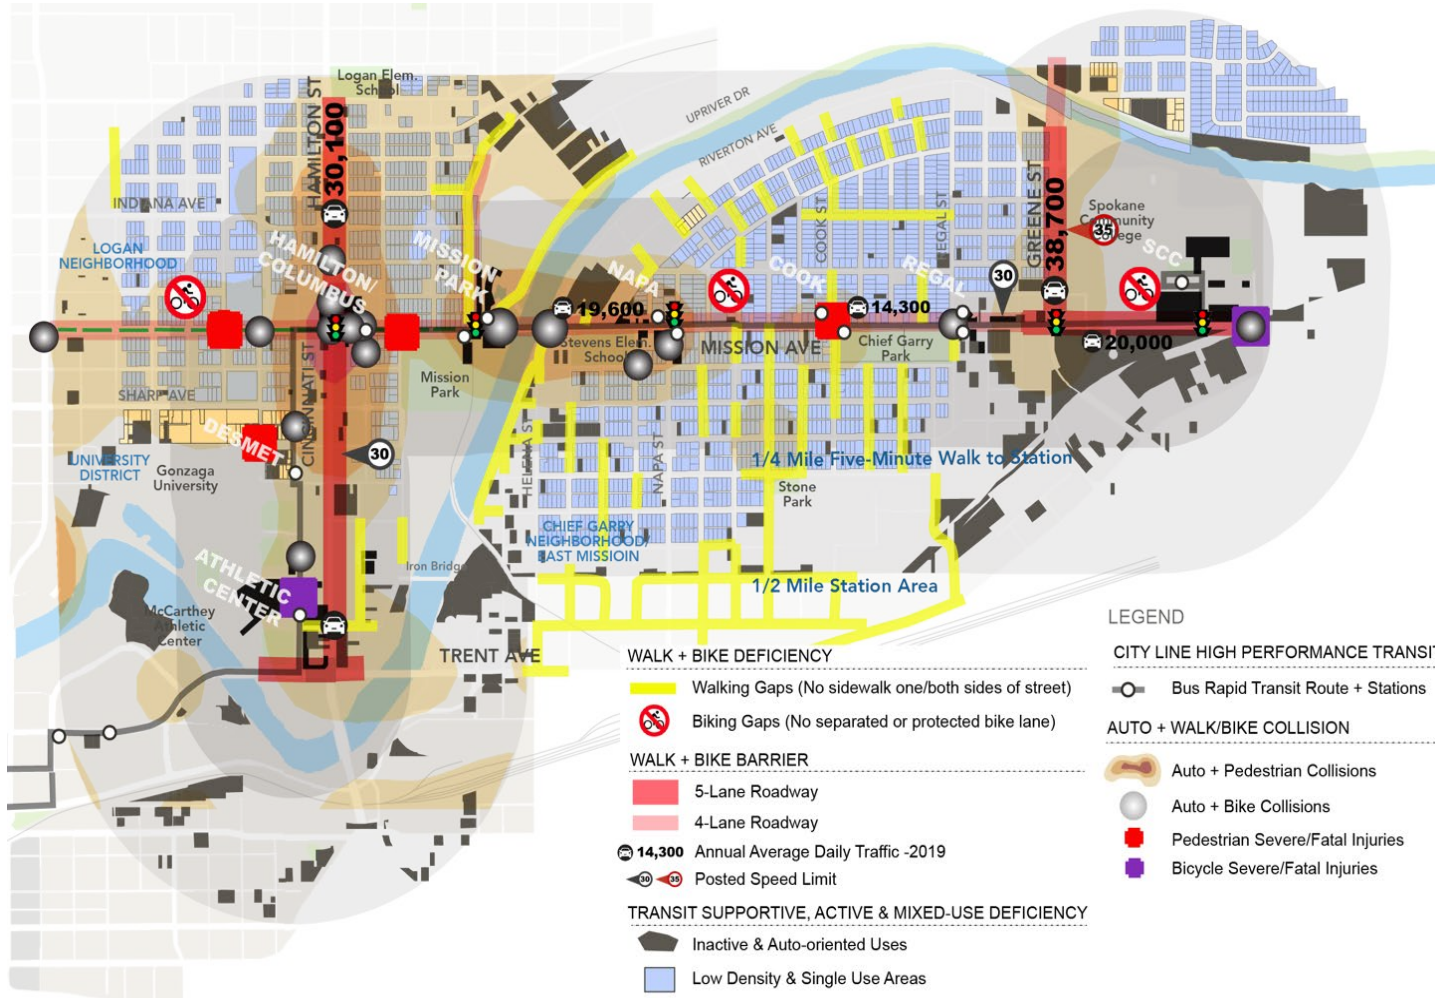 Logan Elem.
School
HAMILTON ST
30,100
UPRIVER DR
RIVERTON AVE
INDIANA AVE
LOGAN
NEIGHBORHOOD
HAMILTON/
COLUMBUS
MISSION
PARK
NAPA
COOK
COOK ST
REGAL
REGAL ST
GREENE ST
38,700
Spokane
Community
College
35
SCC
30
19,600
14,300
20,000
Stevens Elem.
School
MISSION AVE
Chief Garry
Park
Mission
Park
SHARP AVE
CINCINNATI ST
DESMET
30
UNIVERSITY
DISTRICT
Gonzaga
University
HELENA ST
NAPA ST
1/4 Mile Five-Minute Walk to Station
Stone
Park
CHIEF GARRY
NEIGHBORHOOD/
EAST MISSIOIN
Iron Bridge
1/2 Mile Station Area
ATHLETIC
CENTER
McCarthey
Athletic
Center
TRENT AVE
WALK + BIKE DEFICIENCY
Walking Gaps (No sidewalk one/both sides of street)
Biking Gaps (No separated or protected bike lane)
WALK + BIKE BARRIER
5-Lane Roadway
4-Lane Roadway
14,300 Annual Average Daily Traffic -2019
30 35 Posted Speed Limit
TRANSIT SUPPORTIVE, ACTIVE & MIXED-USE DEFICIENCY
Inactive & Auto-oriented Uses
Low Density & Single Use Areas
LEGEND
CITY LINE HIGH PERFORMANCE TRANSIT
Bus Rapid Transit Route + Stations
AUTO + WALK/BIKE COLLISION
Auto + Pedestrian Collisions
Auto + Bike Collisions
Pedestrian Severe/Fatal Injuries
Bicycle Severe/Fatal Injuries